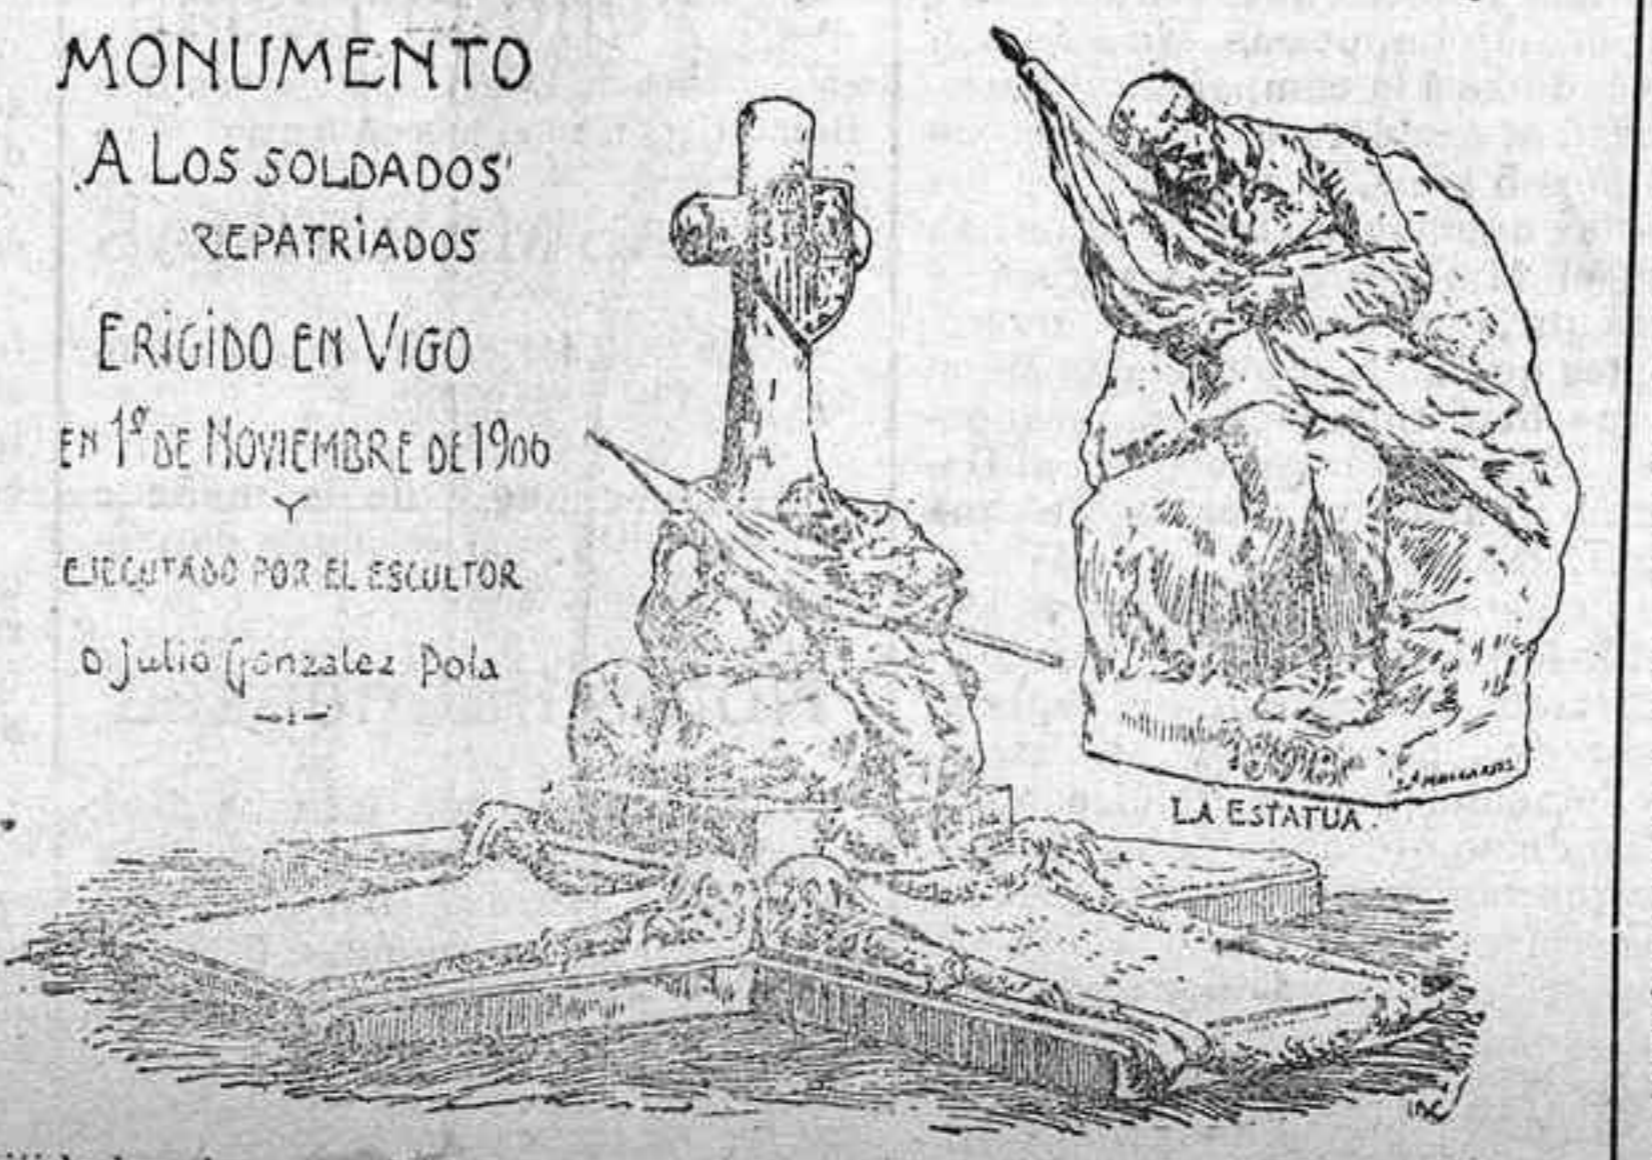 MONUMENTO
A LOS SOLDADOS
REPATRIADOS
ERIGIDO EN VIGO
EN 1º DE NOVIEMBRE DE 1906
Y
EJECUTADO POR EL ESCULTOR
D Julio Gonzalez Pola
LA ESTATUA.